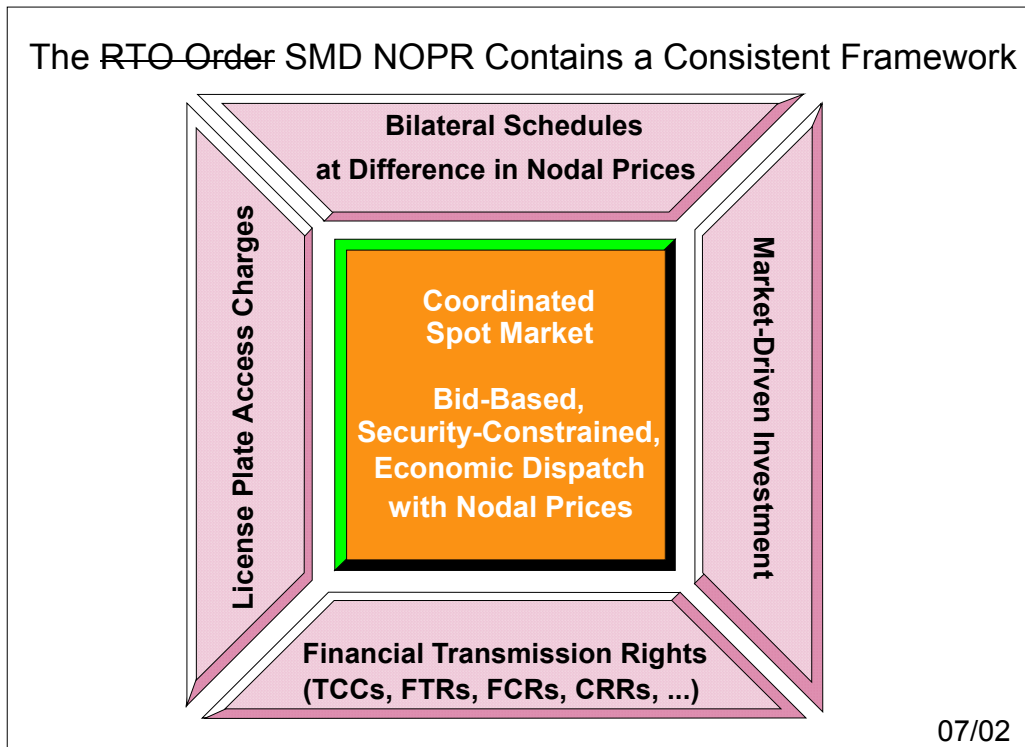 The RTO Order SMD NOPR Contains a Consistent Framework
Bilateral Schedules
at Difference in Nodal Prices
License Plate Access Charges
Coordinated
Spot Market
Bid-Based,
Security-Constrained,
Economic Dispatch
with Nodal Prices
Market-Driven Investment
Financial Transmission Rights
(TCCs, FTRs, FCRs, CRRs, ...)
07/02